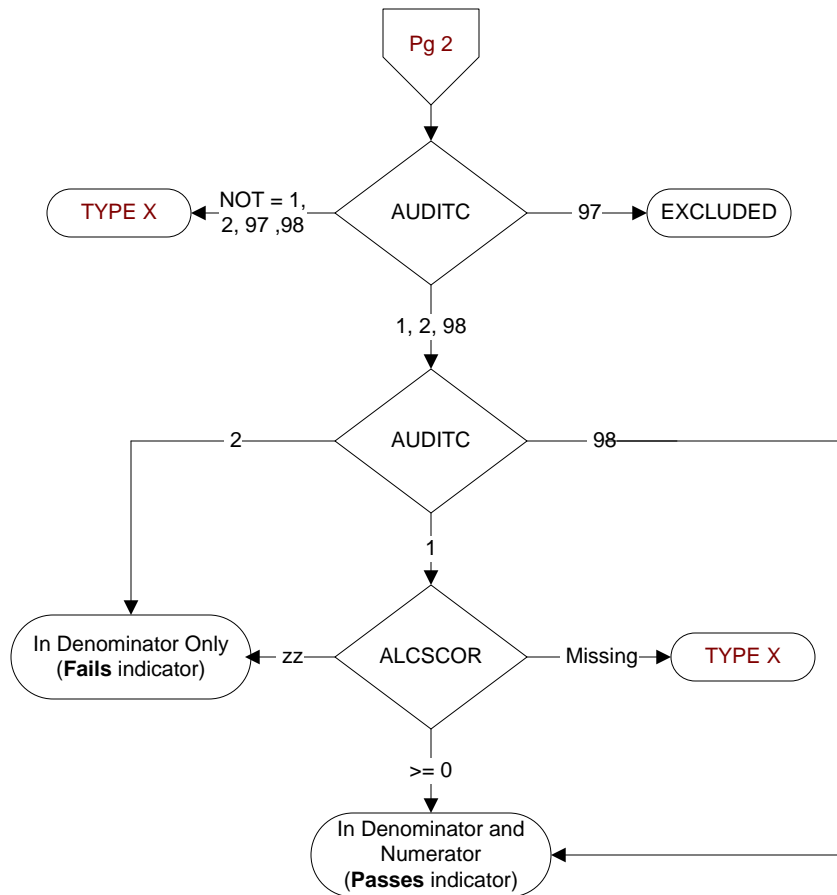 Pg 2
NOT = 1,
2, 97 ,98
TYPE X
AUDITC
97
EXCLUDED
1, 2, 98
2
AUDITC
98
1
In Denominator Only
(Fails indicator)
zz
ALCSCOR
Missing
TYPE X
>= 0
In Denominator and
Numerator
(Passes indicator)